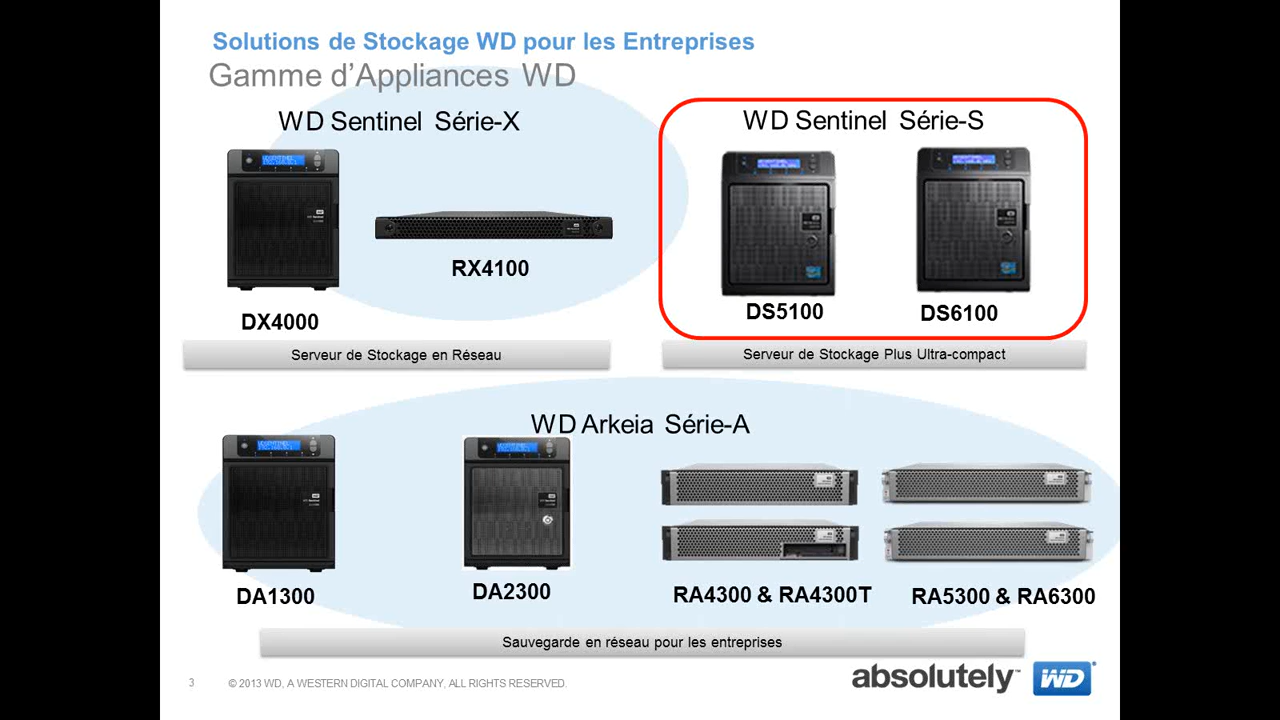 Solutions de Stockage WD pour les Entreprises
Gamme d'Appliances WD
WD Sentinel Série-X
WD Sentinel Série-S
RX4100
DX4000
DS5100
DS6100
Serveur de Stockage en Réseau
Serveur de Stockage Plus Ultra-compact
WD Arkeia Série-A
DA1300
DA2300
RA4300 & RA4300T
RA5300 & RA6300
Sauvegarde en réseau pour les entreprises
3
© 2013 WD, A WESTERN DIGITAL COMPANY, ALL RIGHTS RESERVED.
absolutely™ WD®